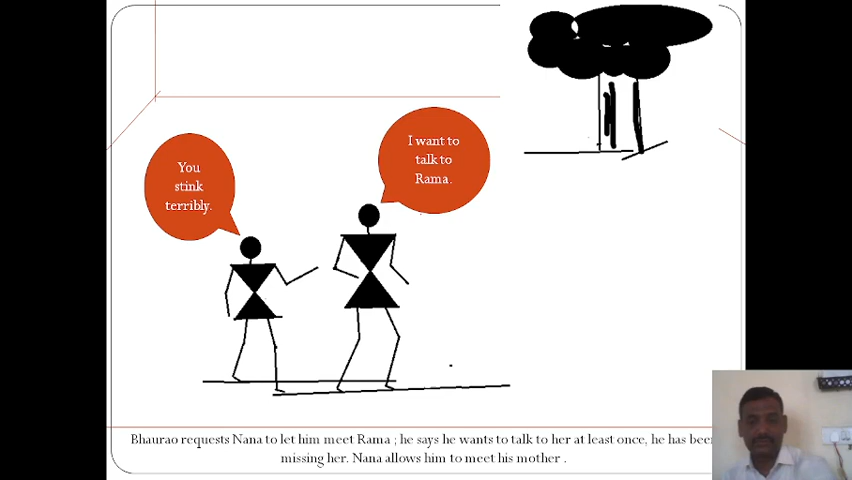 You
stink
terribly.
I want to
talk to
Rama.
Bhaurao requests Nana to let him meet Rama ; he says he wants to talk to her at least once, he has been
missing her. Nana allows him to meet his mother .